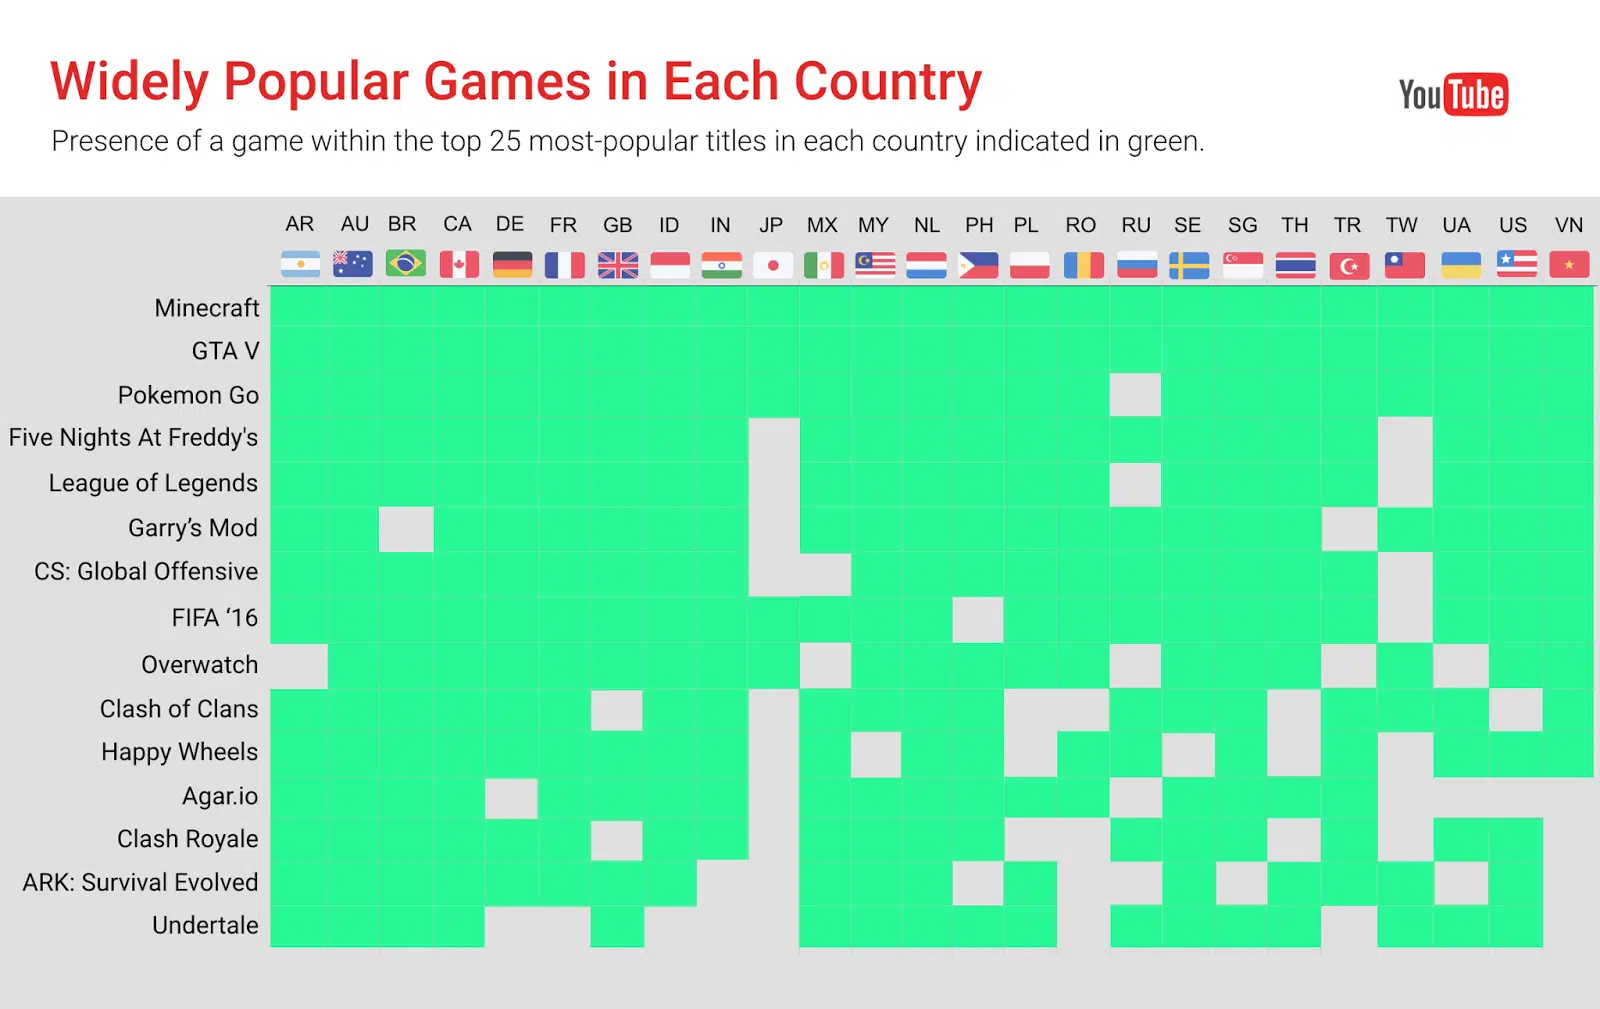 Widely Popular Games in Each Country
YouTube
Presence of a game within the top 25 most-popular titles in each country indicated in green.
AR AU BR CA DE FR GB ID IN JP MX MY NL PH PL RO RU SE SG TH TR TW UA US VN
Minecraft
GTA V
Pokemon Go
Five Nights At Freddy's
League of Legends
Garry’s Mod
CS: Global Offensive
FIFA ‘16
Overwatch
Clash of Clans
Happy Wheels
Agar.io
Clash Royale
ARK: Survival Evolved
Undertale